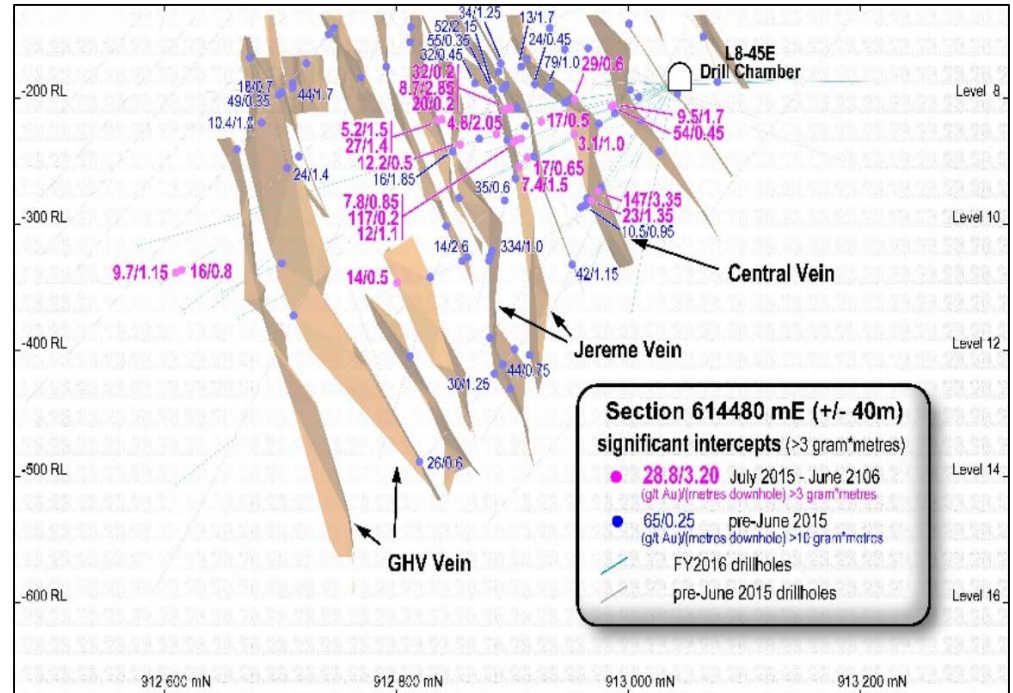 34/1.25
13/1.7
52/2.15
24/0.45
55/0.35
32/0.45
79/1.0
29/0.6
L8-45E
Drill Chamber
32/0.2
8.7/2.85
20/0.2
-200 RL
Level 8
49/0.35
44/1.7
9.5/1.7
54/0.45
5.2/1.5
27/1.4
4.8/2.05
17/0.5
3.1/1.0
12.2/0.5
16/1.85
24/1.4
17/0.65
7.4/1.5
35/0.6
7.8/0.85
117/0.2
12/1.1
147/3.35
23/1.35
10.5/0.95
-300 RL
Level 10
14/2.6
334/1.0
42/1.15
Central Vein
9.7/1.15
16/0.8
14/0.5
-400 RL
Level 12
Jereme Vein
30/1.25
44/0.75
26/0.6
-500 RL
Level 14
GHV Vein
Section 614480 mE (+/- 40m)
significant intercepts (>3 gram*metres)
28.8/3.20 July 2015 - June 2106
(g/t Au)/(metres downhole) >3 gram*metres
65/0.25 pre-June 2015
(g/t Au)/(metres downhole) >10 gram*metres
FY2016 drillholes
pre-June 2015 drillholes
-600 RL
Level 16
912 600 mN
912 800 mN
913 000 mN
913 200 mN